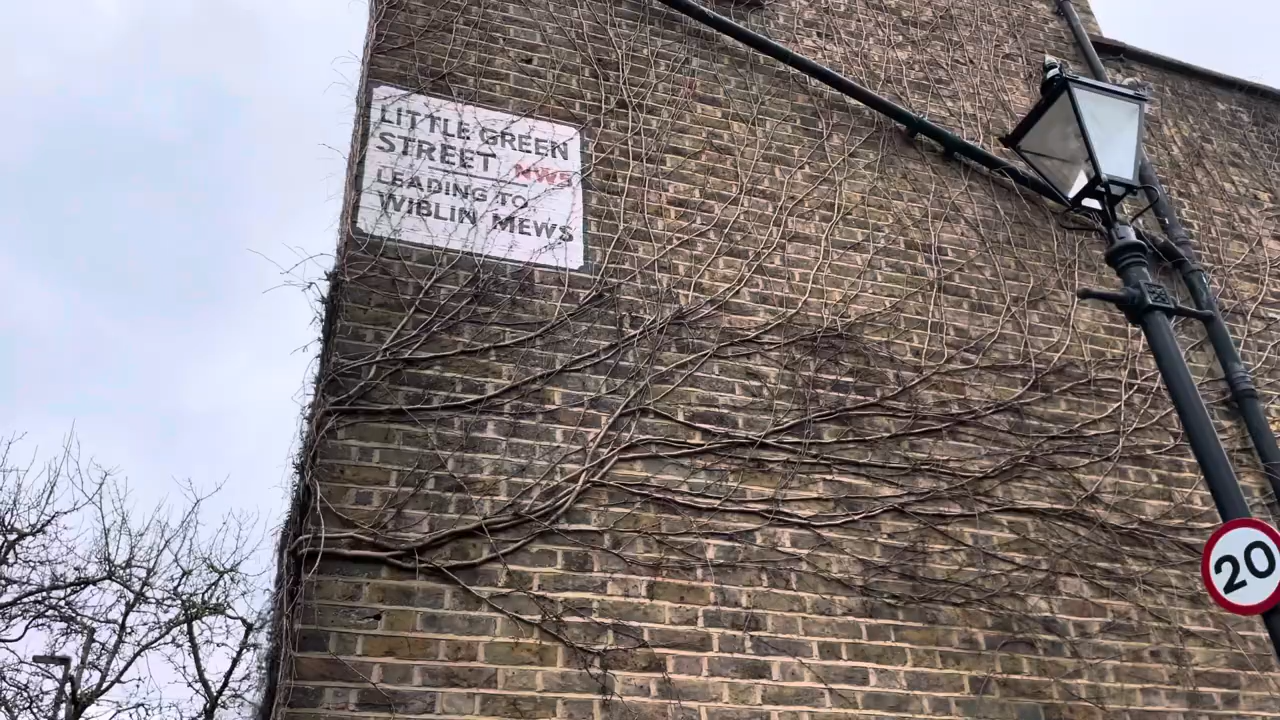 LITTLE GREEN
STREET NW5
LEADING TO
WIBLIN MEWS
20